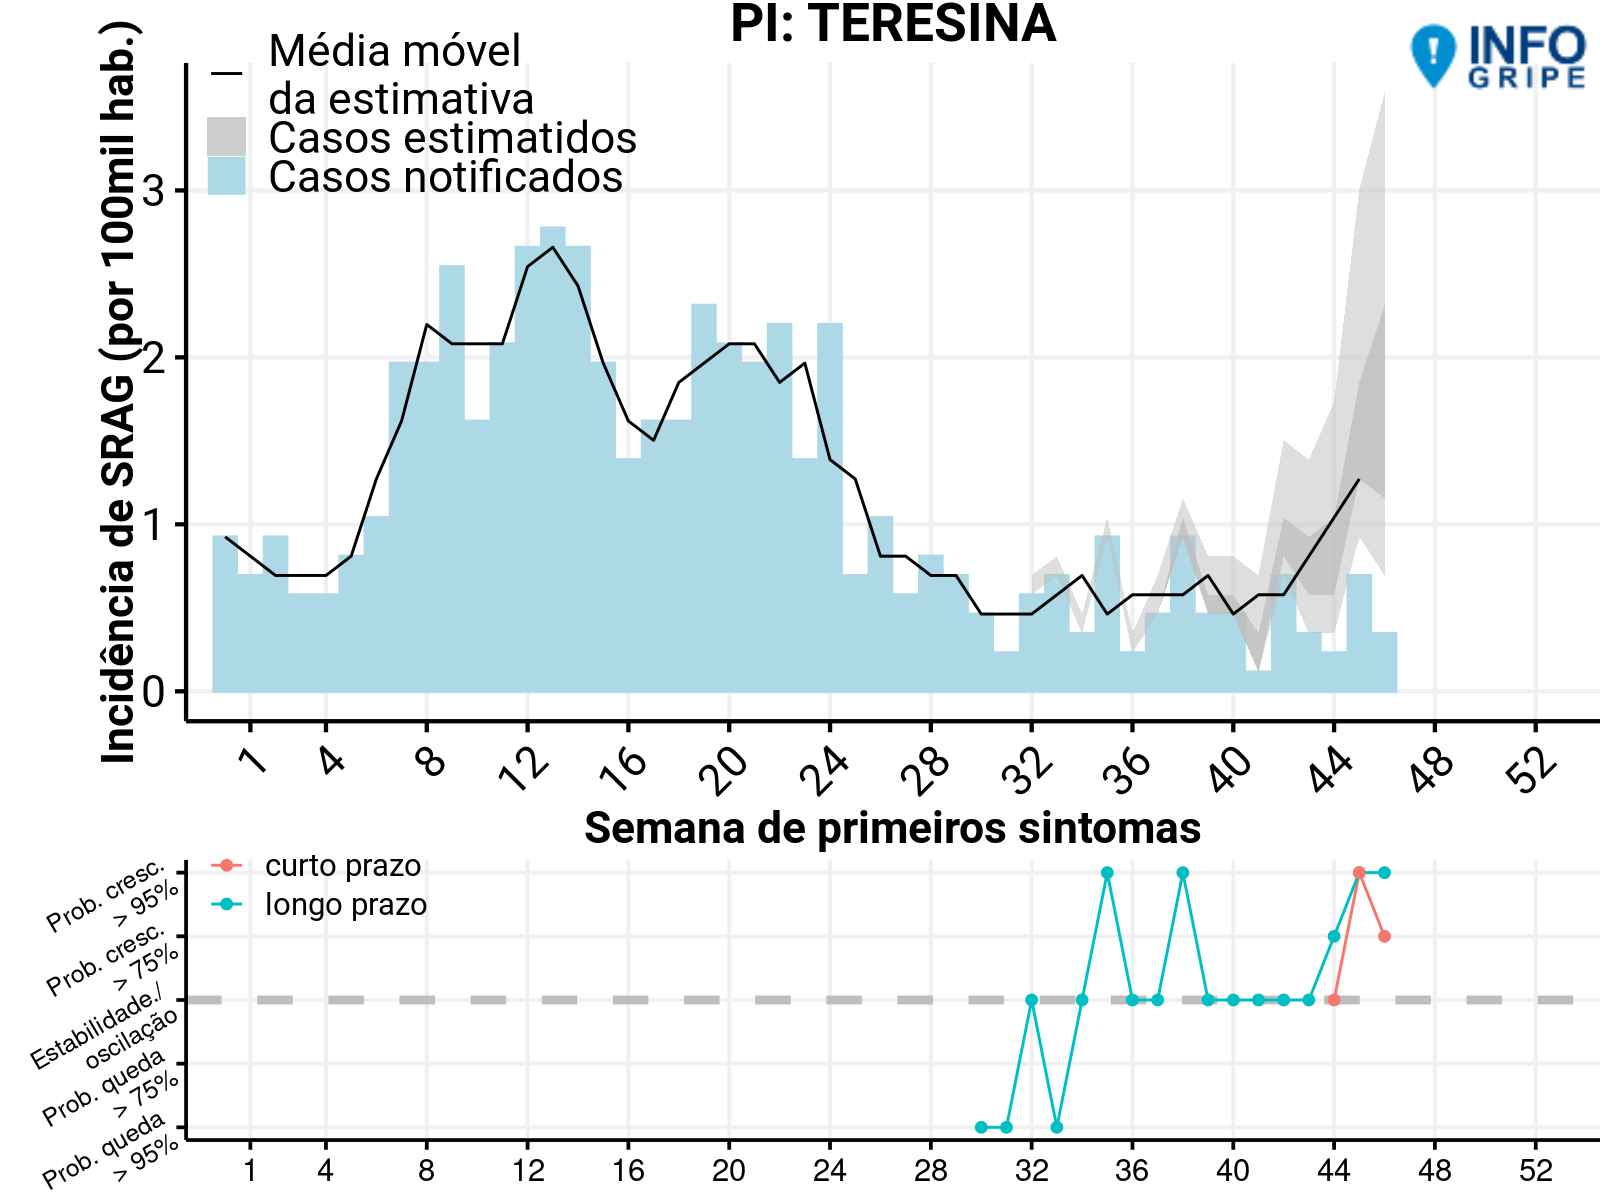 PI: TERESINA
INFO
GRIPE
Média móvel
da estimativa
Casos estimatidos
Casos notificados
Incidência de SRAG (por 100mil hab.)
3
2
1
0
1 4 8 12 16 20 24 28 32 36 40 44 48 52
Semana de primeiros sintomas
curto prazo
longo prazo
Prob. cresc.
> 95%
Prob. cresc.
> 75%
Estabilidade./
oscilação
Prob. queda
> 75%
Prob. queda
> 95%
1 4 8 12 16 20 24 28 32 36 40 44 48 52